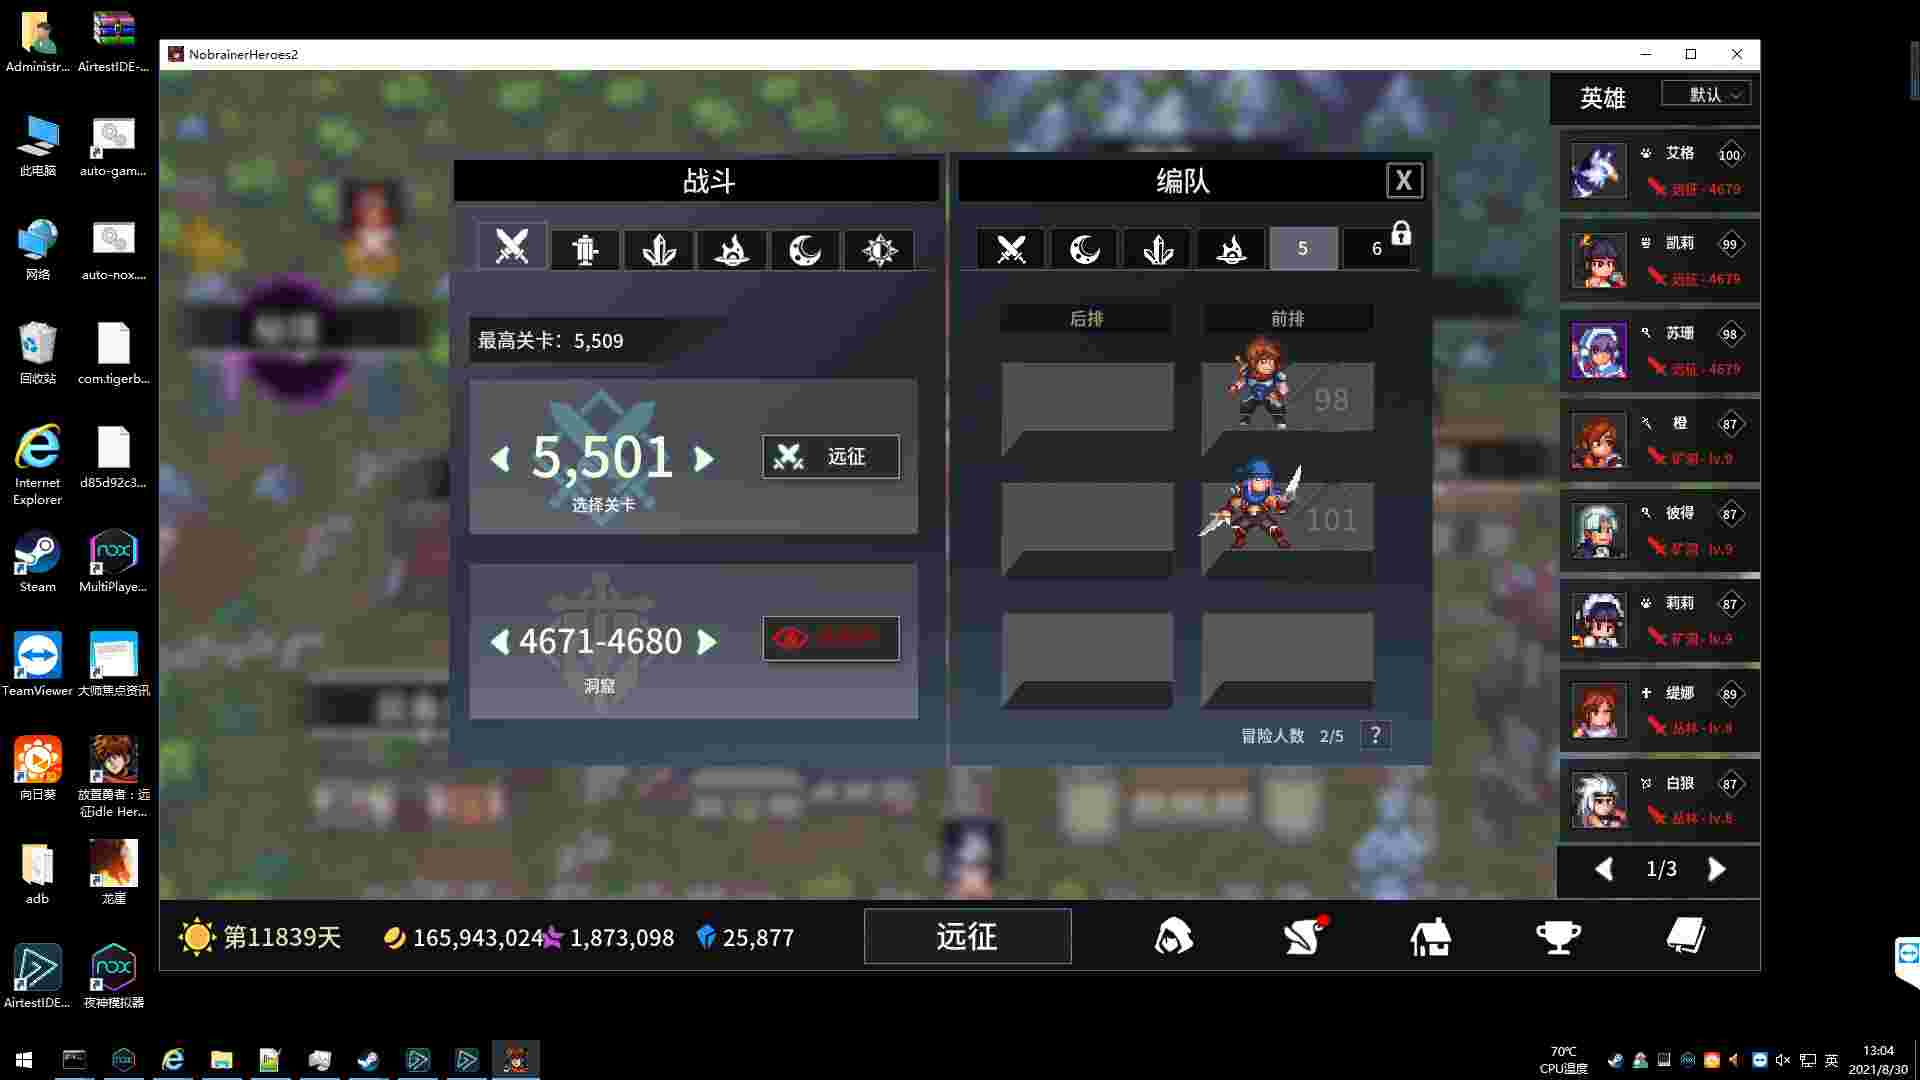 Administr...
AirtestIDE-...
此电脑
auto-gam...
网络
auto-nox....
回收站
com.tigerb...
Internet
Explorer
d85d92c3...
Steam
MultiPlaye...
TeamViewer
大师焦点资讯
向日葵
放置勇者：远
征idle Her...
adb
龙崖
AirtestIDE...
夜神模拟器
NobrainerHeroes2
战斗
最高关卡：5,509
5,501
选择关卡
远征
4671-4680
洞窟
编队
X
5
6
后排
前排
98
101
冒险人数 2/5
?
英雄
默认
艾格 100
远征 - 4679
凯莉 99
远征 - 4679
苏珊 98
远征 - 4679
橙 87
矿洞 - lv.9
彼得 87
矿洞 - lv.9
莉莉 87
矿洞 - lv.9
缇娜 89
丛林 - lv.8
白狼 87
丛林 - lv.8
1/3
第11839天
165,943,024
1,873,098
25,877
远征
70℃
CPU温度
英
13:04
2021/8/30